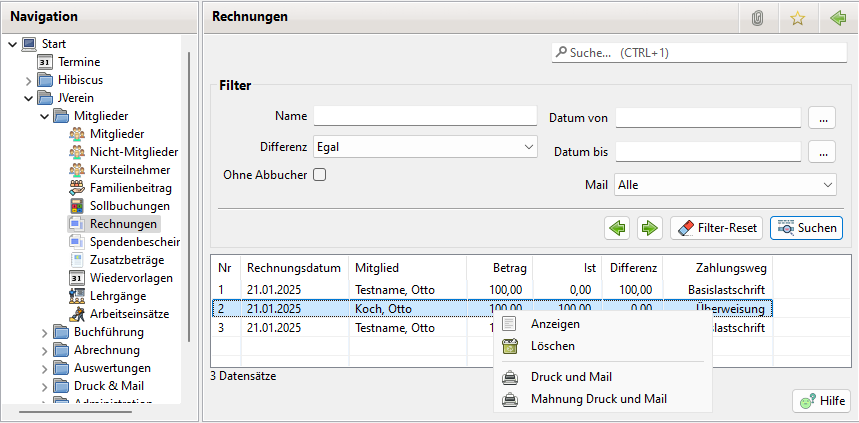 Navigation
Start
Termine
Hibiscus
JVerein
Mitglieder
Mitglieder
Nicht-Mitglieder
Kursteilnehmer
Familienbeitrag
Sollbuchungen
Rechnungen
Spendenbeschein
Zusatzbeträge
Wiedervorlagen
Lehrgänge
Arbeitseinsätze
Buchführung
Abrechnung
Auswertungen
Druck & Mail
Administration
Rechnungen
Suche... (CTRL+1)
Filter
Name
Datum von ...
Differenz Egal
Datum bis ...
Ohne Abbucher
Mail Alle
Filter-Reset Suchen
Nr Rechnungsdatum Mitglied Betrag Ist Differenz Zahlungsweg
1 21.01.2025 Testname, Otto 100,00 0,00 100,00 Basislastschrift
2 21.01.2025 Koch, Otto 100,00 100,00 0,00 Überweisung
3 21.01.2025 Testname, Otto 1 slastschrift
Anzeigen
Löschen
Druck und Mail
Mahnung Druck und Mail
3 Datensätze
Hilfe